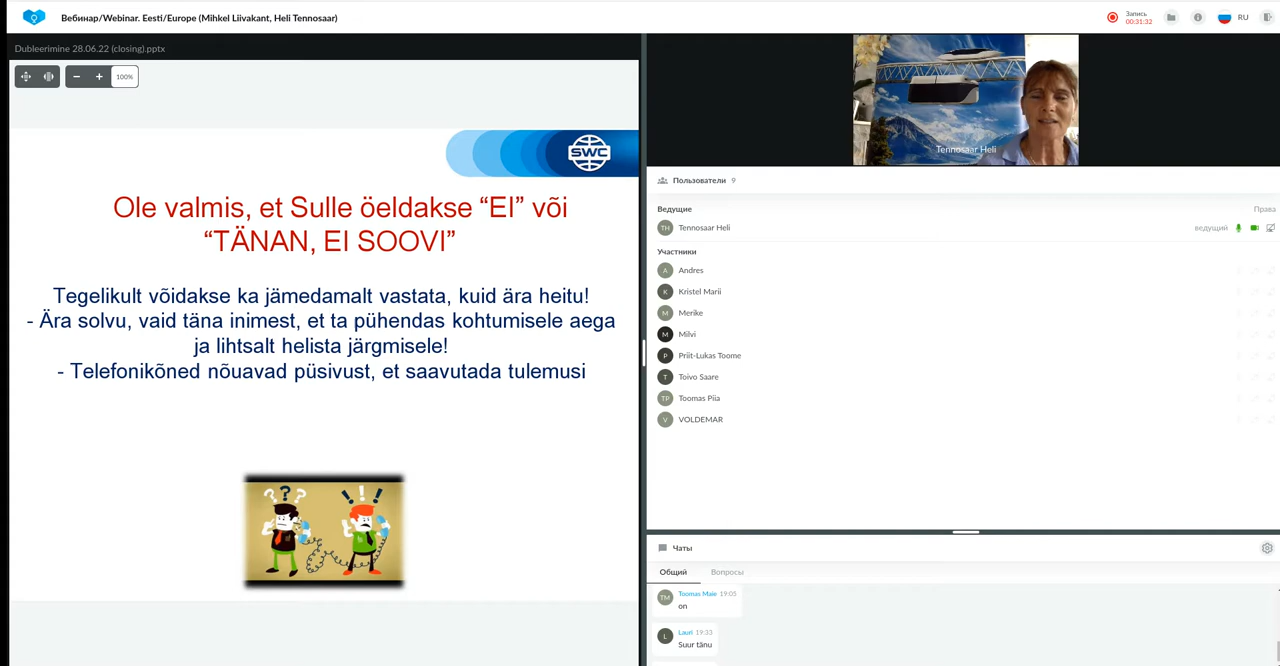 Вебинар/Webinar. Eesti/Europe (Mihkel Liivakant, Heli Tennosaar)
Запись
00:31:32
RU
Dubleerimine 28.06.22 (closing).pptx
100%
SWC
Ole valmis, et Sulle öeldakse “EI” või
“TÄNAN, EI SOOVI”
Tegelikult võidakse ka jämedamalt vastata, kuid ära heitu!
- Ära solvu, vaid täna inimest, et ta pühendas kohtumisele aega
ja lihtsalt helista järgmisele!
- Telefonikõned nõuavad püsivust, et saavutada tulemusi
???
!!!
Tennosaar Heli
Пользователи 9
Ведущие
Права
TH Tennosaar Heli
ведущий
Участники
A Andres
K Kristel Marii
M Merike
M Milvi
P Priit-Lukas Toome
T Toivo Saare
TP Toomas Piia
V VOLDEMAR
Чаты
Общий
Вопросы
TM Toomas Maie 19:05
on
L Lauri 19:33
Suur tänu